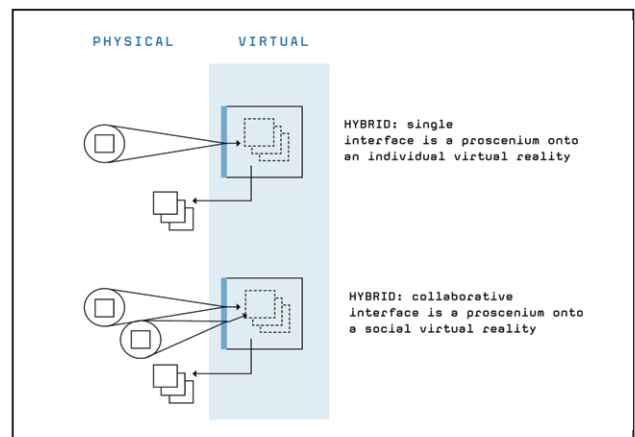 PHYSICAL VIRTUAL
HYBRID: single
interface is a proscenium onto
an individual virtual reality
HYBRID: collaborative
interface is a proscenium onto
a social virtual reality